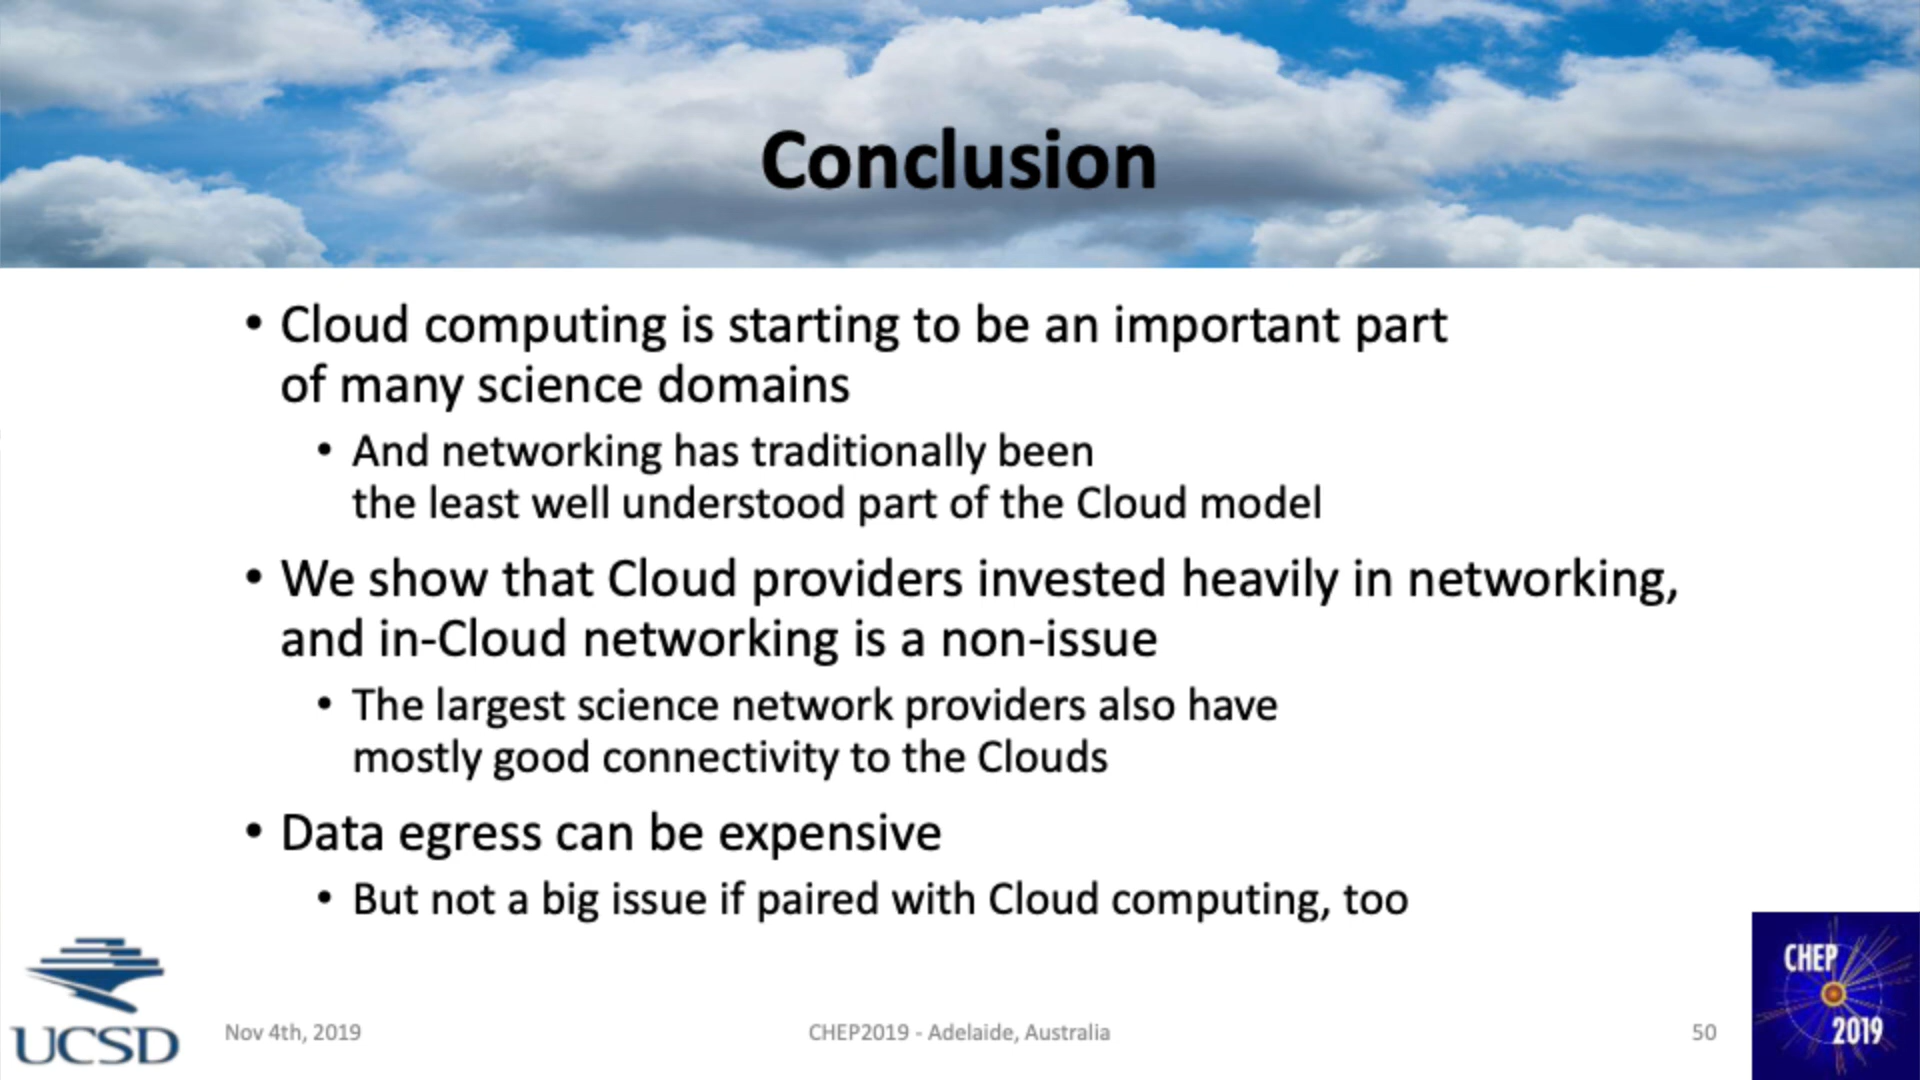 Conclusion
• Cloud computing is starting to be an important part
of many science domains
• And networking has traditionally been
the least well understood part of the Cloud model
• We show that Cloud providers invested heavily in networking,
and in-Cloud networking is a non-issue
• The largest science network providers also have
mostly good connectivity to the Clouds
• Data egress can be expensive
• But not a big issue if paired with Cloud computing, too
UCSD
Nov 4th, 2019
CHEP2019 - Adelaide, Australia
50
CHEP
2019